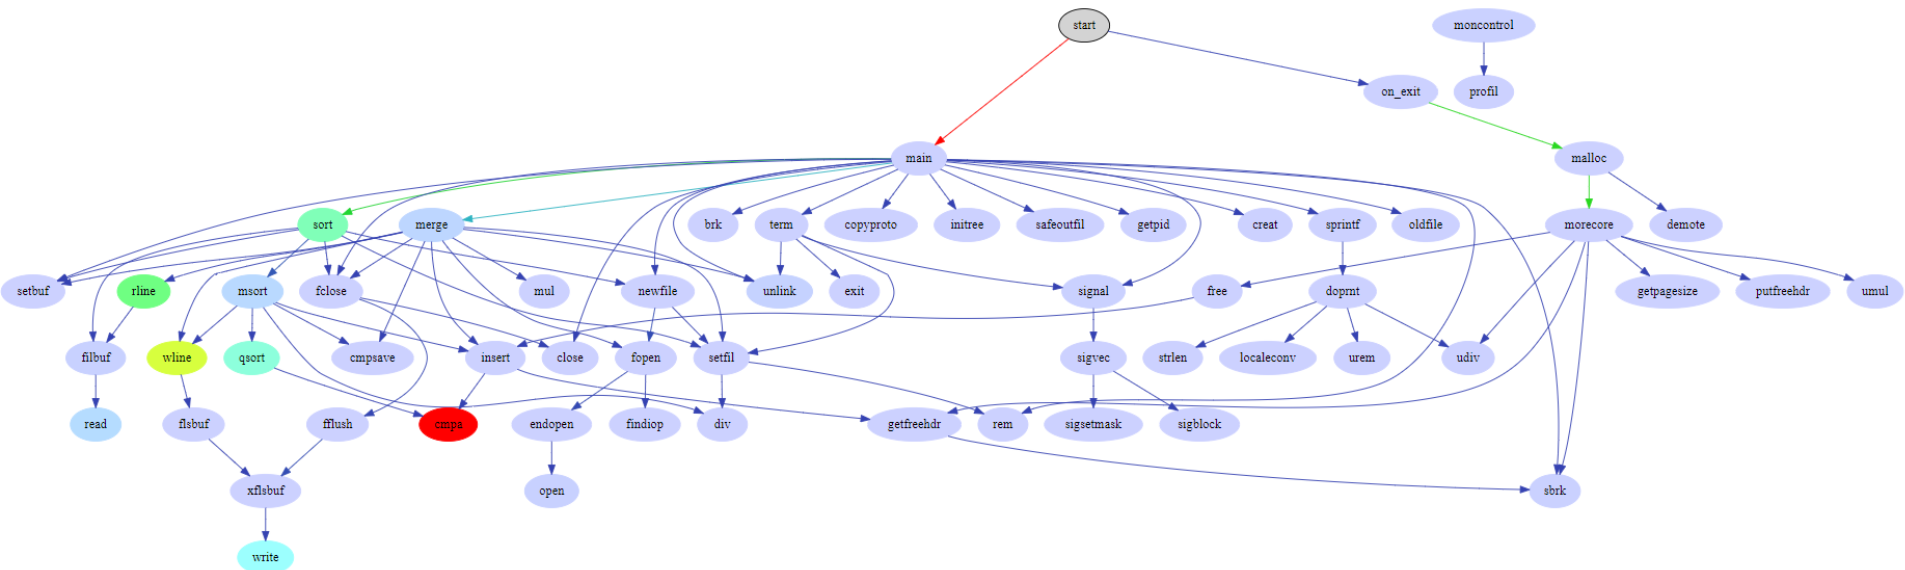 start
moncontrol
on_exit
profil
main
malloc
sort
merge
brk
term
copyproto
initree
safeoutfil
getpid
creat
sprintf
oldfile
morecore
demote
setbuf
rline
msort
fclose
mul
newfile
unlink
exit
signal
free
doprnt
getpagesize
putfreehdr
umul
filbuf
wline
qsort
cmpsave
insert
close
fopen
setfil
sigvec
strlen
localeconv
urem
udiv
read
flsbuf
fflush
cmpa
endopen
findiop
div
getfreehdr
rem
sigsetmask
sigblock
xflsbuf
open
sbrk
write